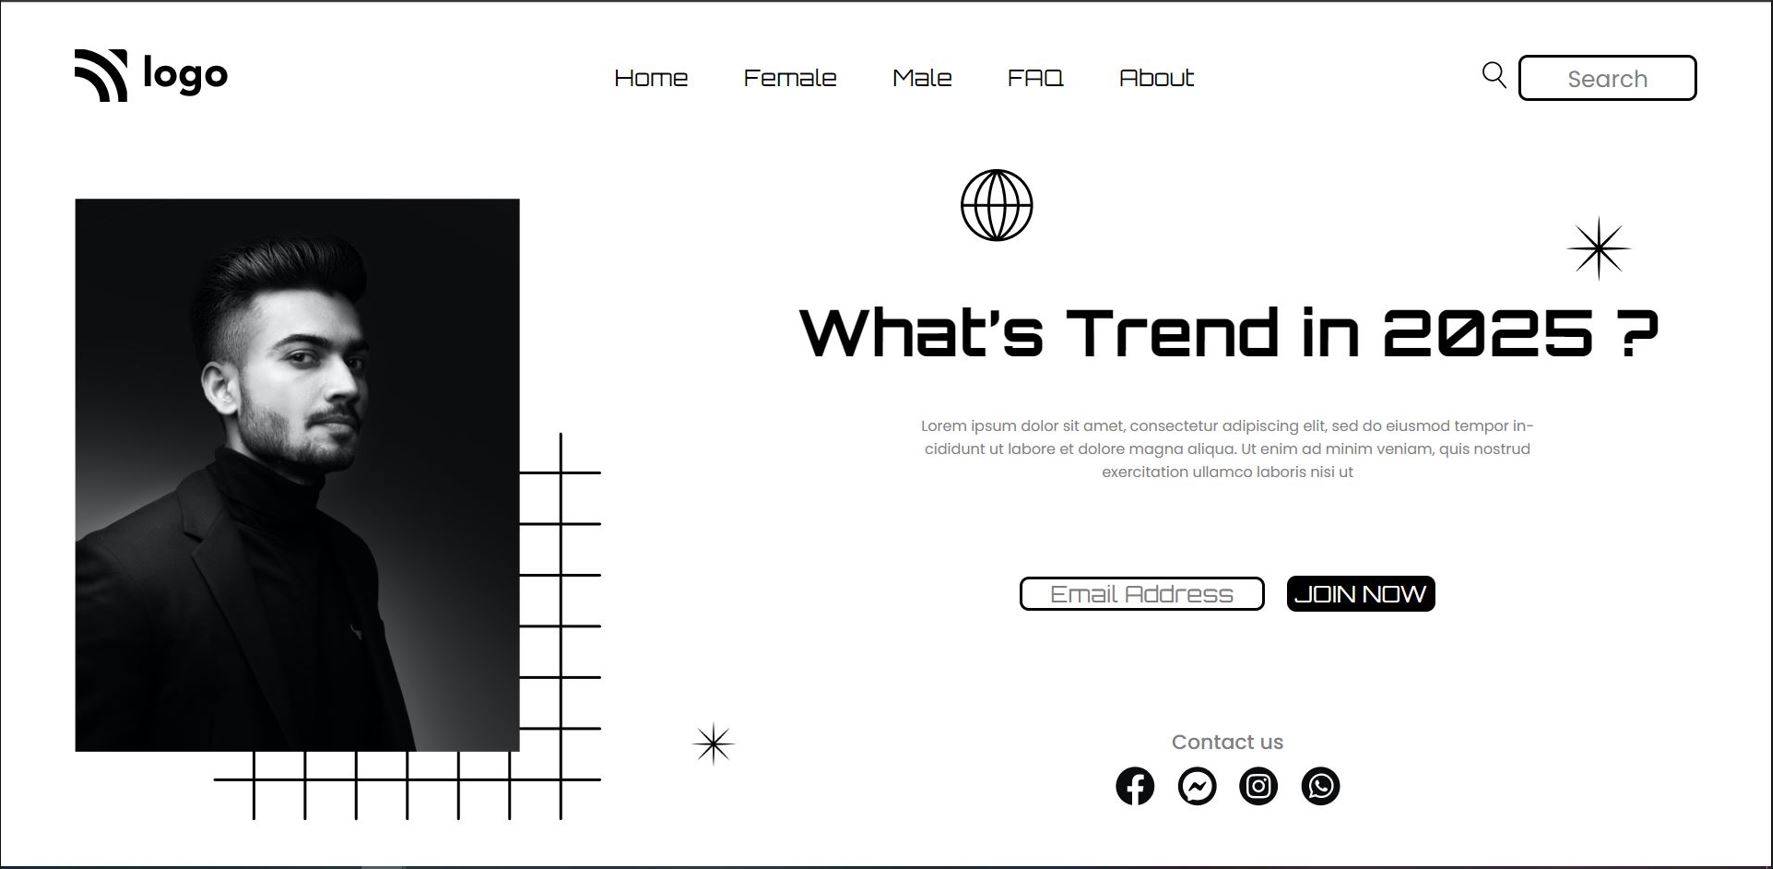 logo
Home Female Male FAQ About
Search
What's Trend in 2025 ?
Lorem ipsum dolor sit amet, consectetur adipiscing elit, sed do eiusmod tempor in-
cididunt ut labore et dolore magna aliqua. Ut enim ad minim veniam, quis nostrud
exercitation ullamco laboris nisi ut
Email Address JOIN NOW
Contact us